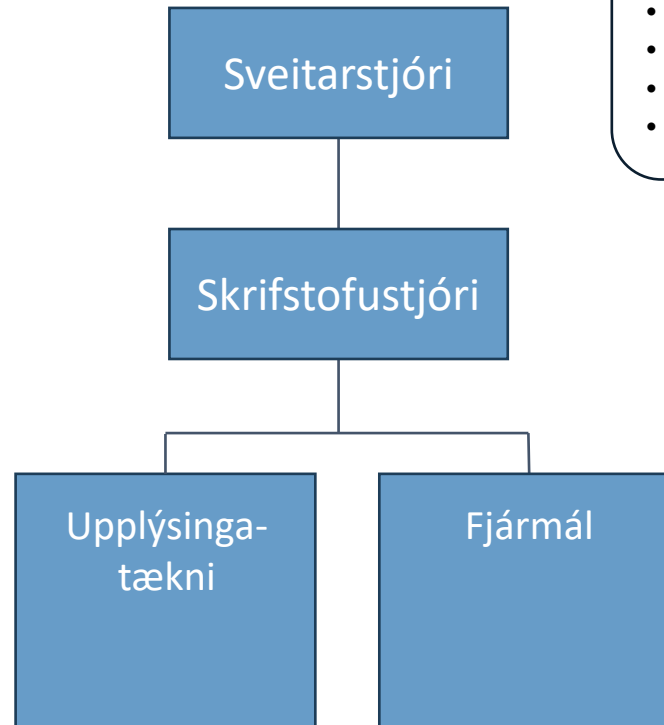 Sveitarstjóri
Skrifstofustjóri
Upplýsinga-
tækni
Fjármál